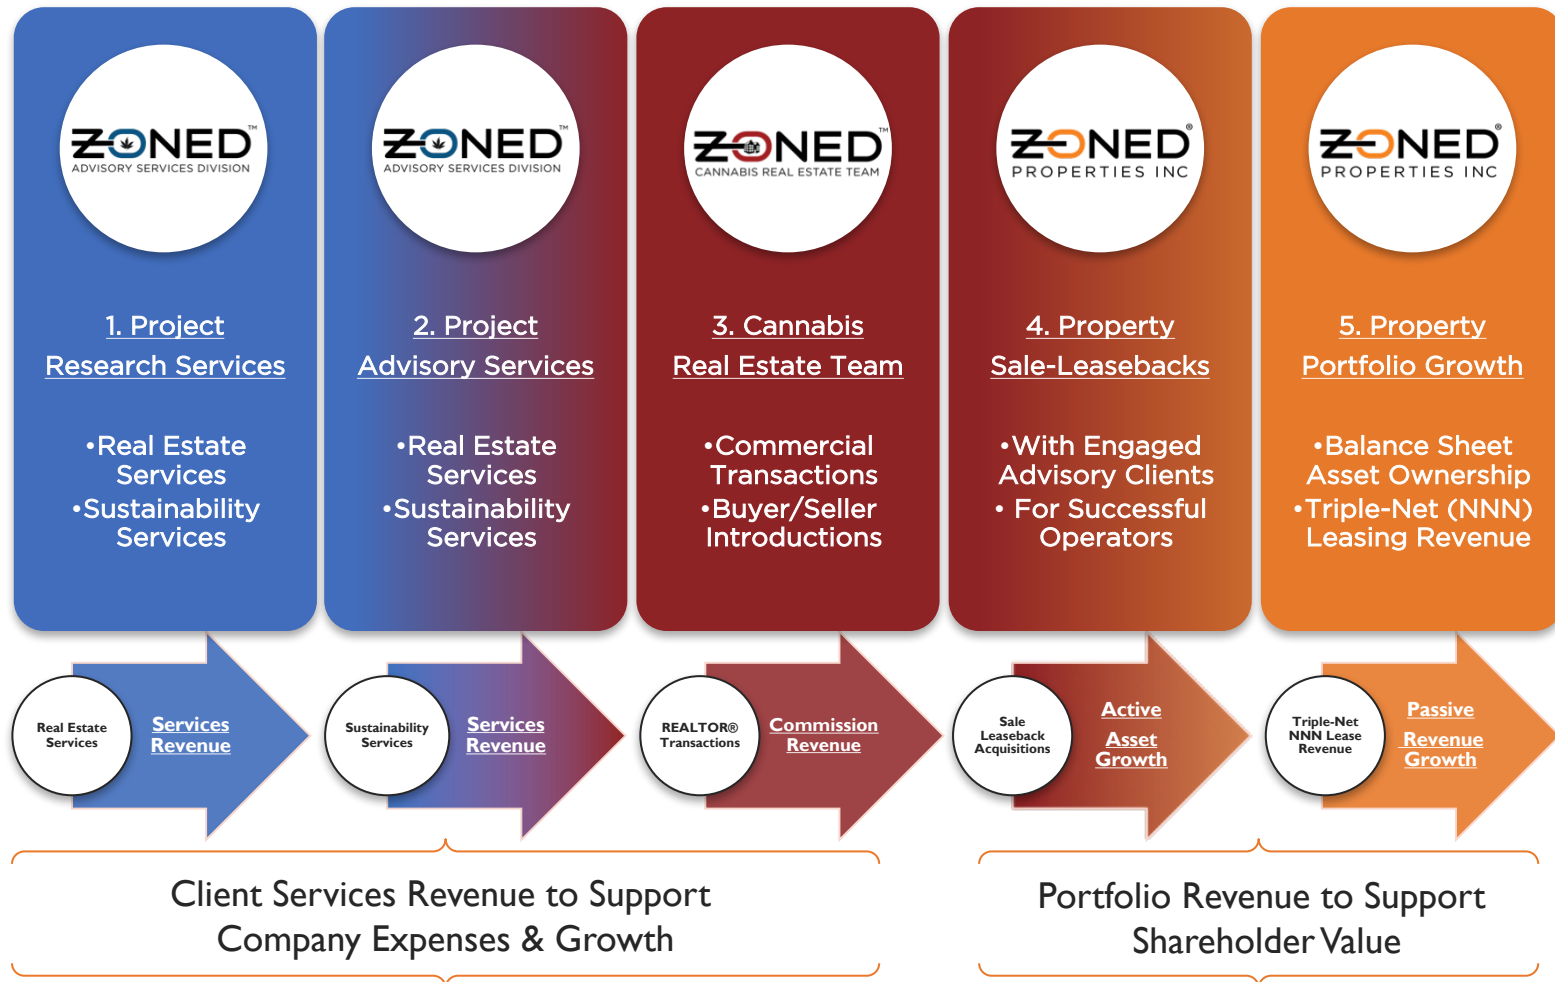 ZONED™
ADVISORY SERVICES DIVISION
1. Project
Research Services
•Real Estate
Services
•Sustainability
Services
ZONED™
ADVISORY SERVICES DIVISION
2. Project
Advisory Services
•Real Estate
Services
•Sustainability
Services
ZONED™
CANNABIS REAL ESTATE TEAM
3. Cannabis
Real Estate Team
•Commercial
Transactions
•Buyer/Seller
Introductions
ZONED®
PROPERTIES INC
4. Property
Sale-Leasebacks
•With Engaged
Advisory Clients
• For Successful
Operators
ZONED®
PROPERTIES INC
5. Property
Portfolio Growth
•Balance Sheet
Asset Ownership
•Triple-Net (NNN)
Leasing Revenue
Real Estate
Services
Services
Revenue
Sustainability
Services
Services
Revenue
REALTOR®
Transactions
Commission
Revenue
Sale
Leaseback
Acquisitions
Active
Asset
Growth
Triple-Net
NNN Lease
Revenue
Passive
Revenue
Growth
Client Services Revenue to Support
Company Expenses & Growth
Portfolio Revenue to Support
Shareholder Value